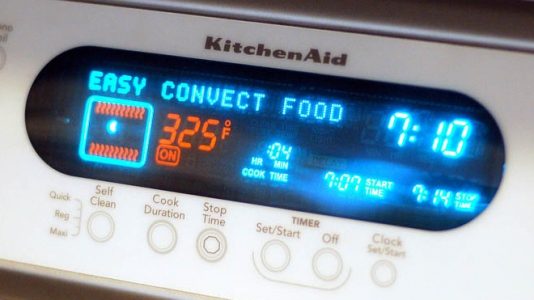 KitchenAid
EASY CONVECT FOOD
7:10
325°F
ON
:04
HR MIN
COOK TIME
7:07 START TIME
7:14 STOP TIME
Quick
Reg
Maxi
Self
Clean
Cook
Duration
Stop
Time
TIMER
Set/Start
Off
Clock
Set/Start